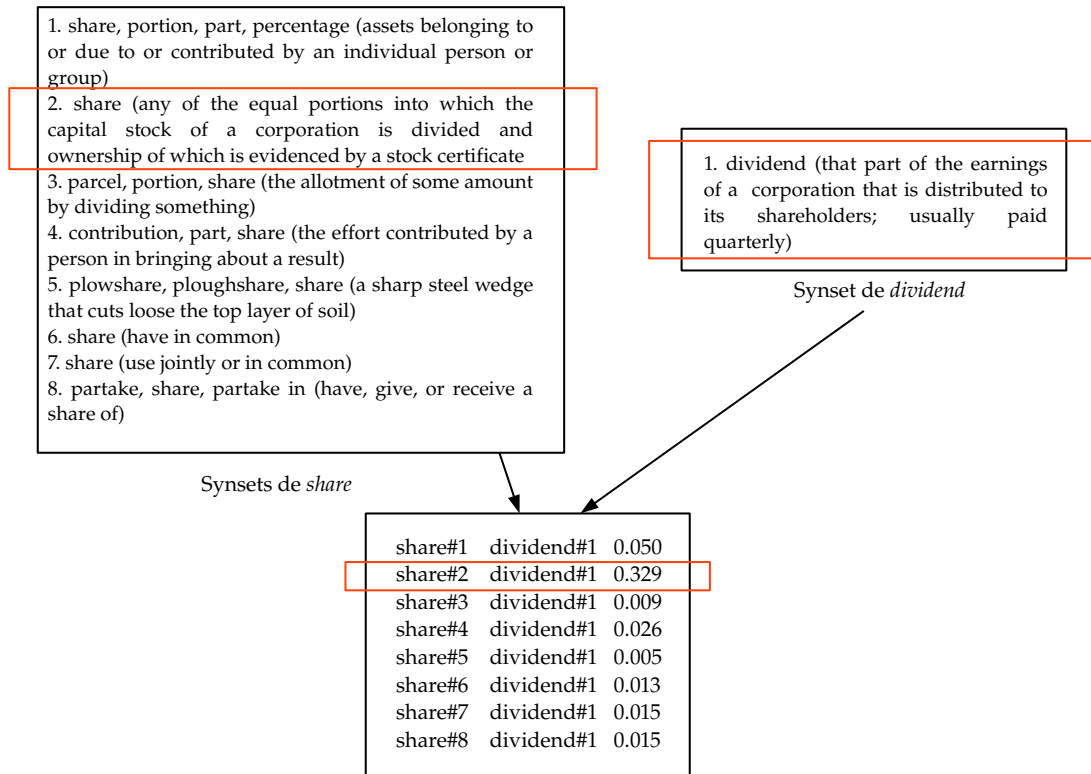 1. share, portion, part, percentage (assets belonging to
or due to or contributed by an individual person or
group)
2. share (any of the equal portions into which the
capital stock of a corporation is divided and
ownership of which is evidenced by a stock certificate
3. parcel, portion, share (the allotment of some amount
by dividing something)
4. contribution, part, share (the effort contributed by a
person in bringing about a result)
5. plowshare, ploughshare, share (a sharp steel wedge
that cuts loose the top layer of soil)
6. share (have in common)
7. share (use jointly or in common)
8. partake, share, partake in (have, give, or receive a
share of)
Synsets de share
1. dividend (that part of the earnings
of a corporation that is distributed to
its shareholders; usually paid
quarterly)
Synset de dividend
share#1 dividend#1 0.050
share#2 dividend#1 0.329
share#3 dividend#1 0.009
share#4 dividend#1 0.026
share#5 dividend#1 0.005
share#6 dividend#1 0.013
share#7 dividend#1 0.015
share#8 dividend#1 0.015